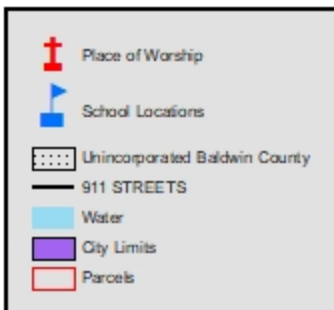 Place of Worship
School Locations
Unincorporated Baldwin County
911 STREETS
Water
City Limits
Parcels